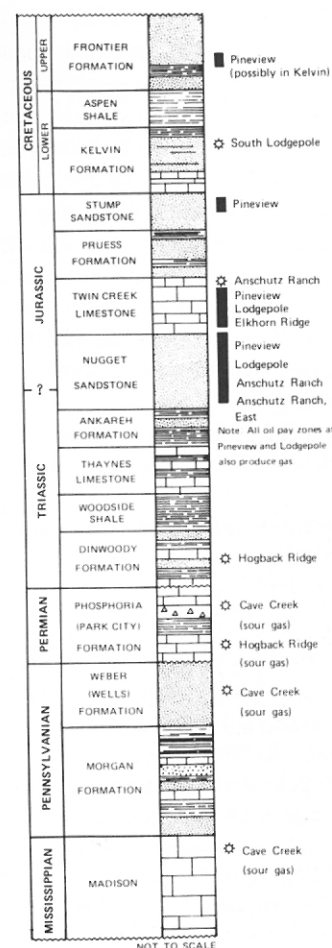 CRETACEOUS
UPPER
LOWER
JURASSIC
?
TRIASSIC
PERMIAN
PENNSYLVANIAN
MISSISSIPPIAN
FRONTIER
FORMATION
ASPEN
SHALE
KELVIN
FORMATION
STUMP
SANDSTONE
PRUESS
FORMATION
TWIN CREEK
LIMESTONE
NUGGET
SANDSTONE
ANKAREH
FORMATION
THAYNES
LIMESTONE
WOODSIDE
SHALE
DINWOODY
FORMATION
PHOSPHORIA
(PARK CITY)
FORMATION
WEBER
(WELLS)
FORMATION
MORGAN
FORMATION
MADISON
Pineview
(possibly in Kelvin)
South Lodgepole
Pineview
Anschutz Ranch
Pineview
Lodgepole
Elkhorn Ridge
Pineview
Lodgepole
Anschutz Ranch
Anschutz Ranch,
East
Note All oil pay zones at
Pineview and Lodgepole
also produce gas
Hogback Ridge
Cave Creek
(sour gas)
Hogback Ridge
(sour gas)
Cave Creek
(sour gas)
Cave Creek
(sour gas)
NOT TO SCALE